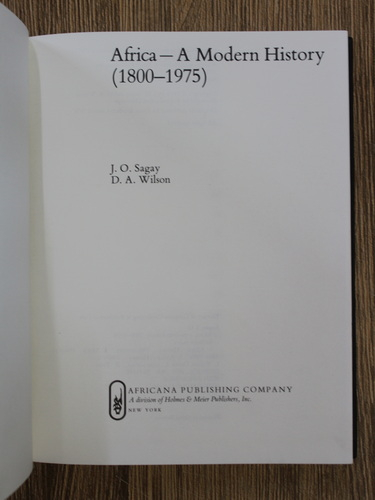 Africa – A Modern History
(1800–1975)
J. O. Sagay
D. A. Wilson
AFRICANA PUBLISHING COMPANY
A division of Holmes & Meier Publishers, Inc.
NEW YORK